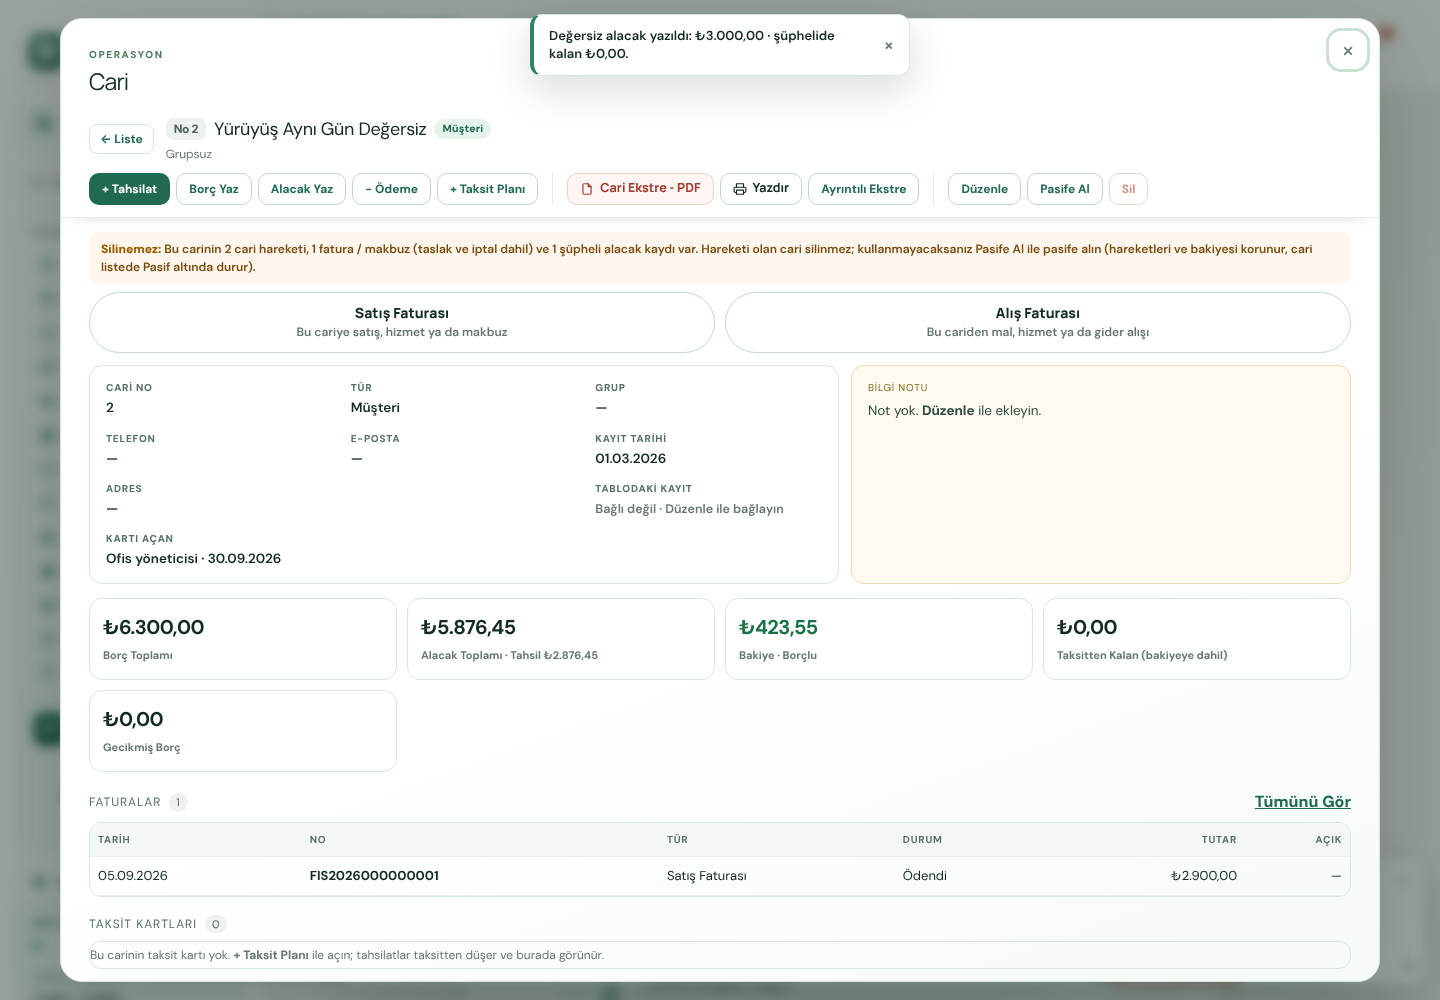 Değersiz alacak yazıldı: ₺3.000,00 · şüphelide
kalan ₺0,00.
×
OPERASYON
Cari
×
← Liste
No 2
Yürüyüş Aynı Gün Değersiz
Müşteri
Grupsuz
+ Tahsilat
Borç Yaz
Alacak Yaz
− Ödeme
+ Taksit Planı
Cari Ekstre - PDF
Yazdır
Ayrıntılı Ekstre
Düzenle
Pasife Al
Sil
Silinemez: Bu carinin 2 cari hareketi, 1 fatura / makbuz (taslak ve iptal dahil) ve 1 şüpheli alacak kaydı var. Hareketi olan cari silinmez; kullanmayacaksanız Pasife Al ile pasife alın (hareketleri ve bakiyesi korunur, cari
listede Pasif altında durur).
Satış Faturası
Bu cariye satış, hizmet ya da makbuz
Alış Faturası
Bu cariden mal, hizmet ya da gider alışı
CARİ NO
2
TÜR
Müşteri
GRUP
—
TELEFON
—
E-POSTA
—
KAYIT TARİHİ
01.03.2026
ADRES
—
TABLODAKİ KAYIT
Bağlı değil · Düzenle ile bağlayın
KARTI AÇAN
Ofis yöneticisi · 30.09.2026
BİLGİ NOTU
Not yok. Düzenle ile ekleyin.
₺6.300,00
Borç Toplamı
₺5.876,45
Alacak Toplamı · Tahsil ₺2.876,45
₺423,55
Bakiye · Borçlu
₺0,00
Taksitten Kalan (bakiyeye dahil)
₺0,00
Gecikmiş Borç
FATURALAR 1
Tümünü Gör
TARİH NO TÜR DURUM TUTAR AÇIK
05.09.2026 FIS2026000000001 Satış Faturası Ödendi ₺2.900,00 —
TAKSİT KARTLARI 0
Bu carinin taksit kartı yok. + Taksit Planı ile açın; tahsilatlar taksitten düşer ve burada görünür.